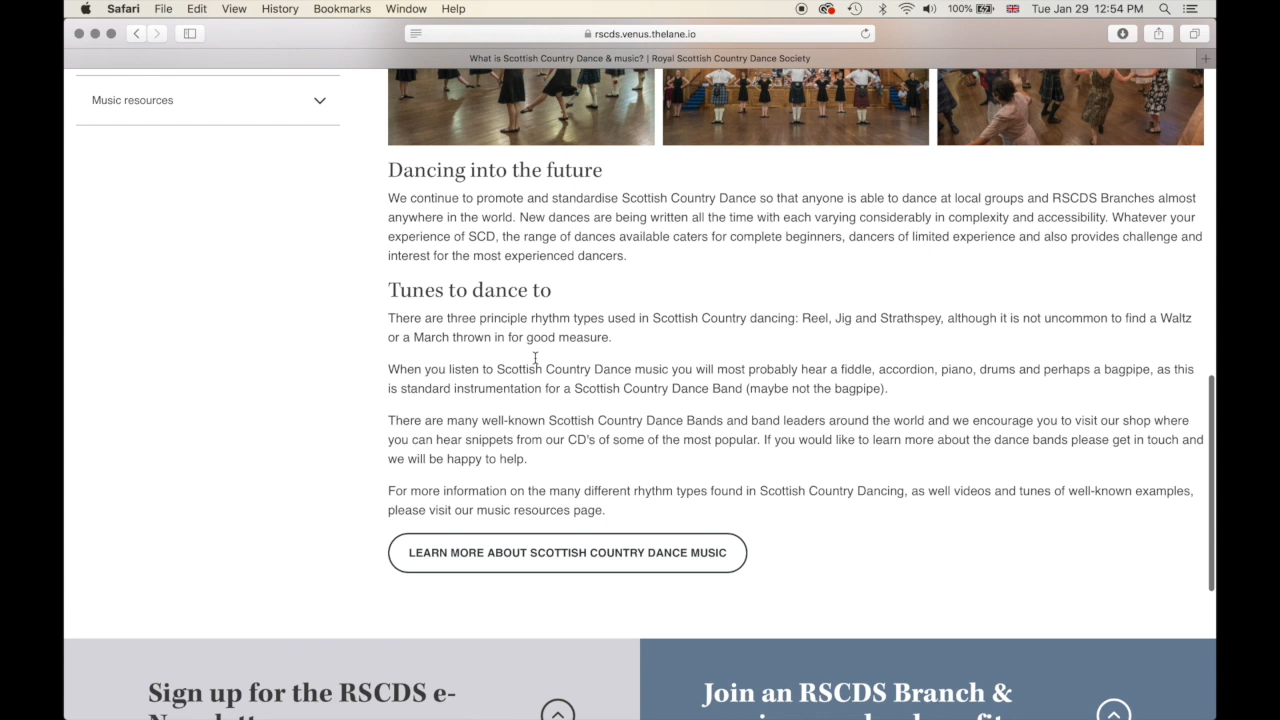 Safari File Edit View History Bookmarks Window Help 100% Tue Jan 29 12:54 PM
rscds.venus.thelane.io
What is Scottish Country Dance & music? | Royal Scottish Country Dance Society
Music resources
Dancing into the future
We continue to promote and standardise Scottish Country Dance so that anyone is able to dance at local groups and RSCDS Branches almost
anywhere in the world. New dances are being written all the time with each varying considerably in complexity and accessibility. Whatever your
experience of SCD, the range of dances available caters for complete beginners, dancers of limited experience and also provides challenge and
interest for the most experienced dancers.
Tunes to dance to
There are three principle rhythm types used in Scottish Country dancing: Reel, Jig and Strathspey, although it is not uncommon to find a Waltz
or a March thrown in for good measure.
When you listen to Scottish Country Dance music you will most probably hear a fiddle, accordion, piano, drums and perhaps a bagpipe, as this
is standard instrumentation for a Scottish Country Dance Band (maybe not the bagpipe).
There are many well-known Scottish Country Dance Bands and band leaders around the world and we encourage you to visit our shop where
you can hear snippets from our CD's of some of the most popular. If you would like to learn more about the dance bands please get in touch and
we will be happy to help.
For more information on the many different rhythm types found in Scottish Country Dancing, as well videos and tunes of well-known examples,
please visit our music resources page.
LEARN MORE ABOUT SCOTTISH COUNTRY DANCE MUSIC
Sign up for the RSCDS e-
Join an RSCDS Branch &